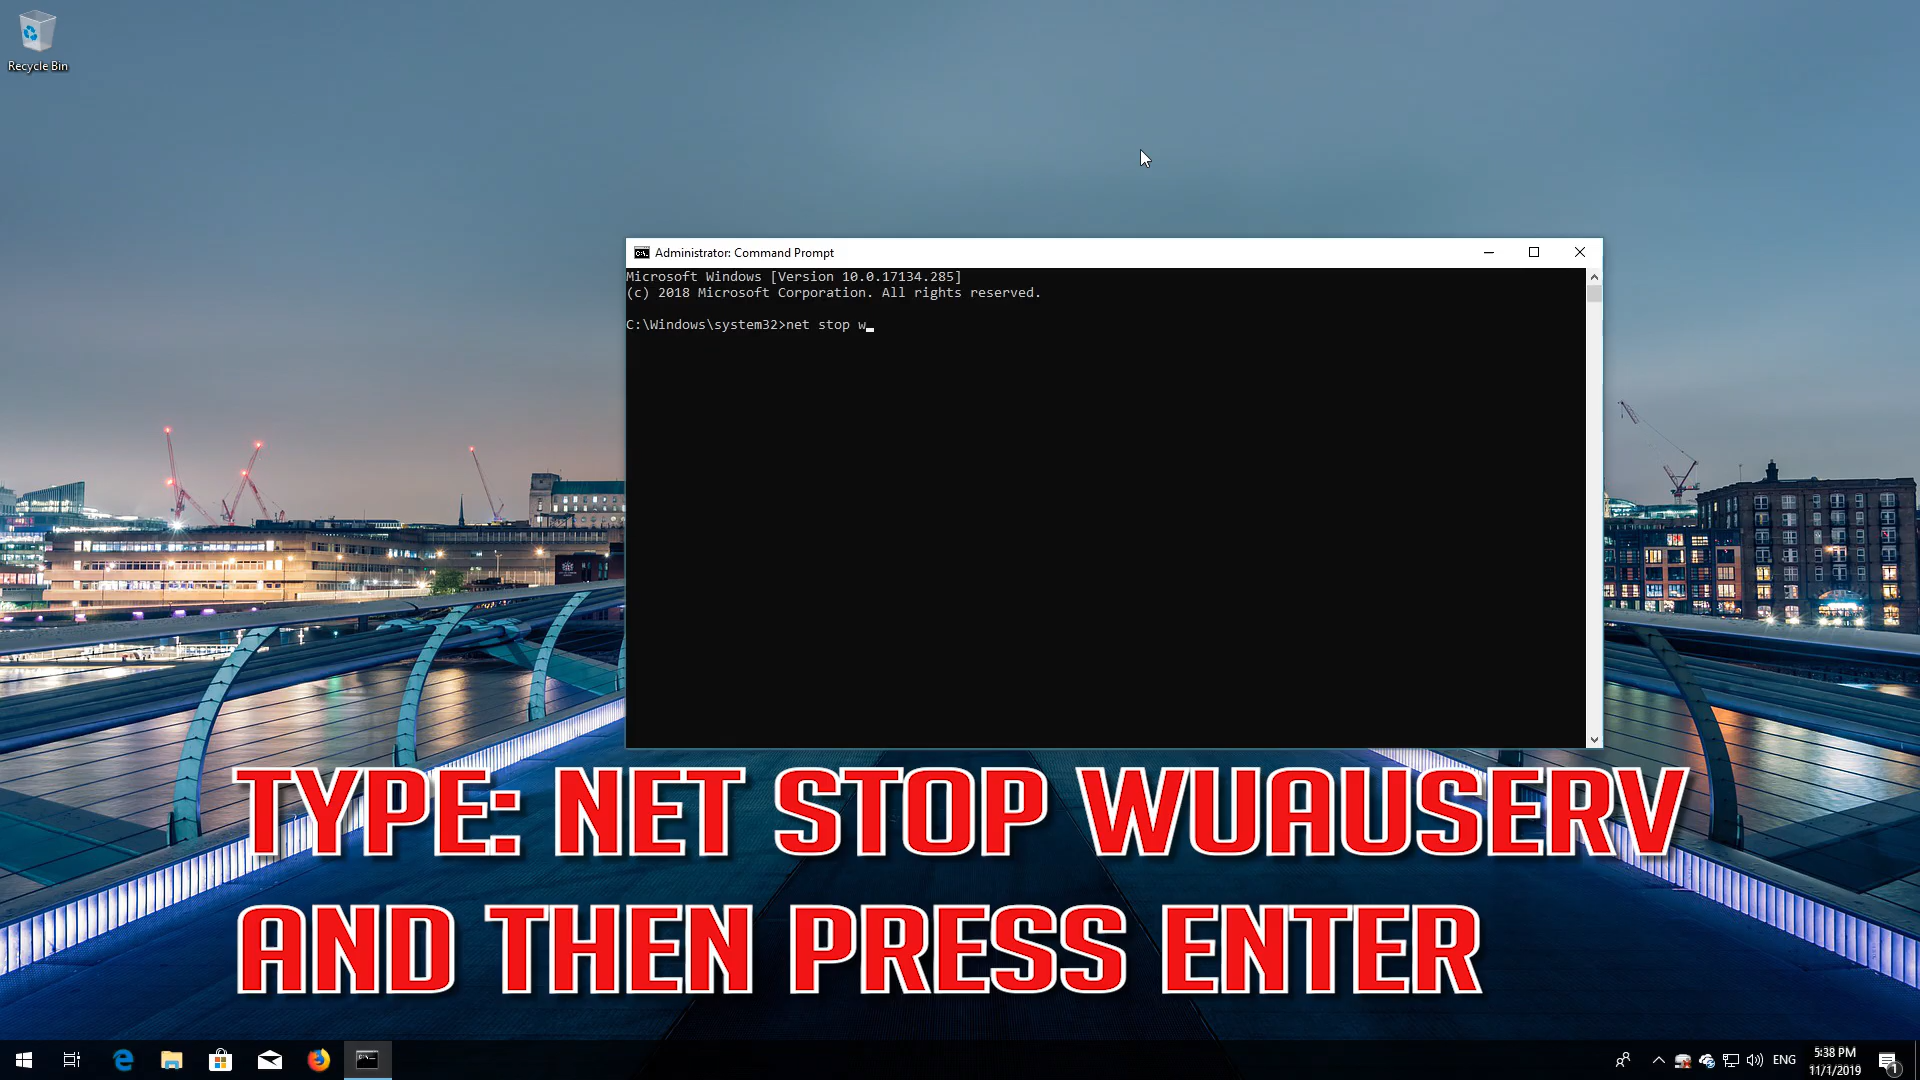 Recycle Bin
Administrator: Command Prompt
Microsoft Windows [Version 10.0.17134.285]
(c) 2018 Microsoft Corporation. All rights reserved.
C:\Windows\system32>net stop w
TYPE: NET STOP WUAUSERV
AND THEN PRESS ENTER
ENG
5:38 PM
11/1/2019
1